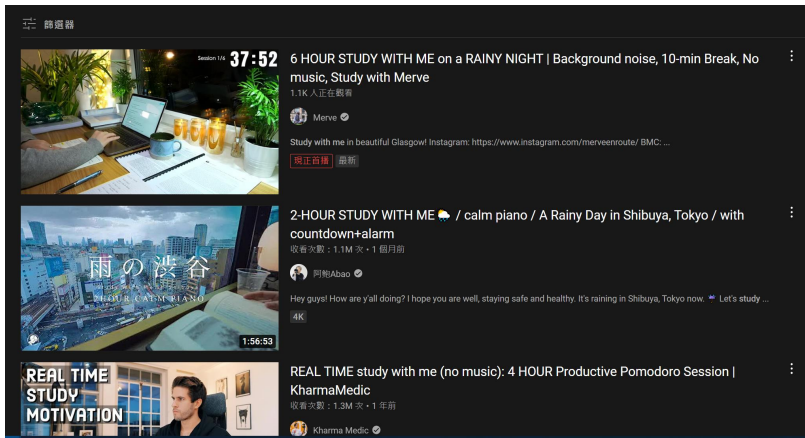 篩選器
Session 1/6 37:52
6 HOUR STUDY WITH ME on a RAINY NIGHT | Background noise, 10-min Break, No
music, Study with Merve
1.1K 人正在觀看
Merve
Study with me in beautiful Glasgow! Instagram: https://www.instagram.com/merveenroute/ BMC: ...
現正首播 最新
雨の渋谷
2-HOUR CALM PIANO
1:56:53
2-HOUR STUDY WITH ME🌦️ / calm piano / A Rainy Day in Shibuya, Tokyo / with
countdown+alarm
收看次數：1.1M 次 • 1 個月前
阿鮑Abao
Hey guys! How are y'all doing? I hope you are well, staying safe and healthy. It's raining in Shibuya, Tokyo now. ☔ Let's study ...
4K
REAL TIME
STUDY
MOTIVATION
REAL TIME study with me (no music): 4 HOUR Productive Pomodoro Session |
KharmaMedic
收看次數：1.3M 次 • 1 年前
Kharma Medic